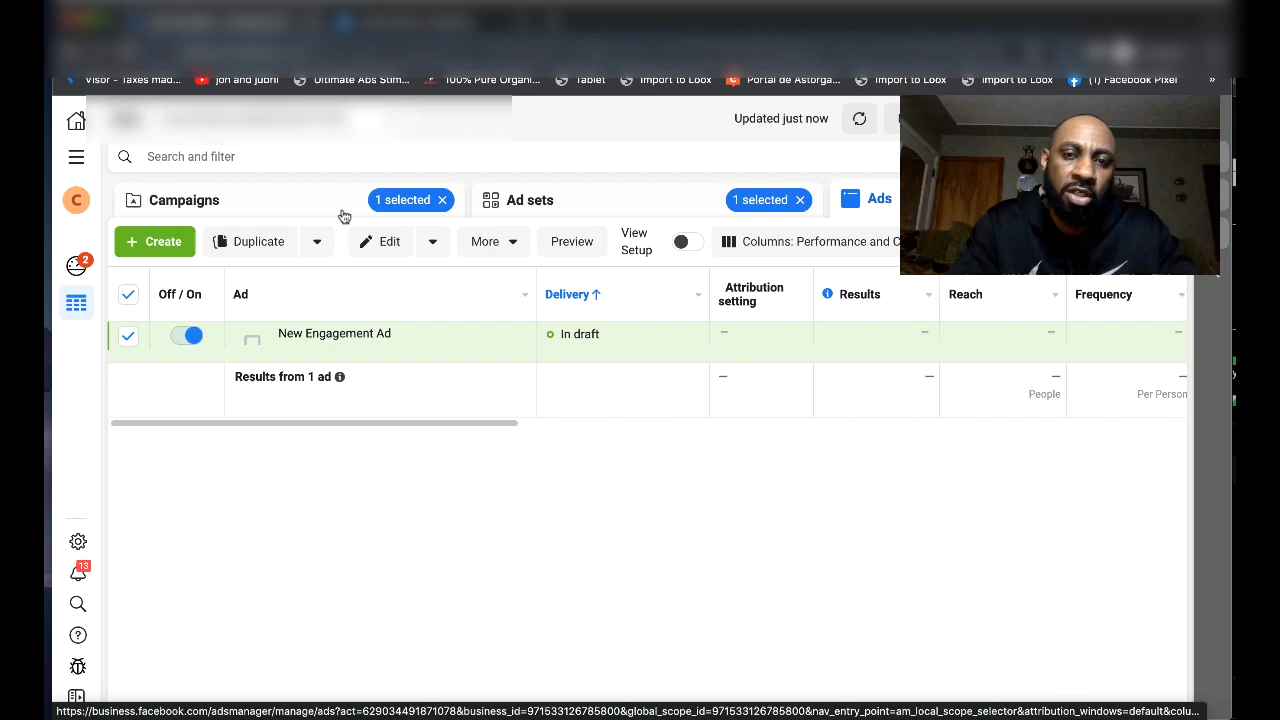 Visor - Taxes mad...
jon and jubril
Ultimate Abs Stim...
100% Pure Organi...
Tablet
Import to Loox
Portal de Astorga...
Import to Loox
Import to Loox
(1) Facebook Pixel
»
Updated just now
Search and filter
C
Campaigns
1 selected
Ad sets
1 selected
Ads
+ Create
Duplicate
Edit
More
Preview
View Setup
Columns: Performance and C
2
Off / On
Ad
Delivery ↑
Attribution setting
Results
Reach
Frequency
New Engagement Ad
In draft
—
—
—
—
Results from 1 ad
—
—
—
—
People
Per Person
13
https://business.facebook.com/adsmanager/manage/ads?act=629034491871078&business_id=971533126785800&global_scope_id=971533126785800&nav_entry_point=am_local_scope_selector&attribution_windows=default&colu...